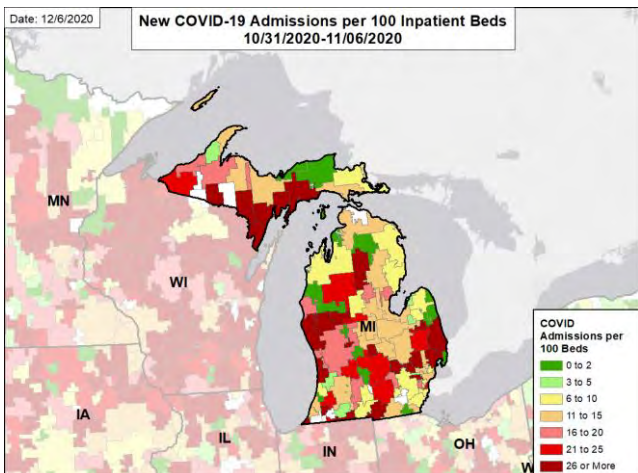 Date: 12/6/2020
New COVID-19 Admissions per 100 Inpatient Beds
10/31/2020-11/06/2020
MN
WI
MI
IA
IL
IN
OH
W
COVID
Admissions per
100 Beds
0 to 2
3 to 5
6 to 10
11 to 15
16 to 20
21 to 25
26 or More